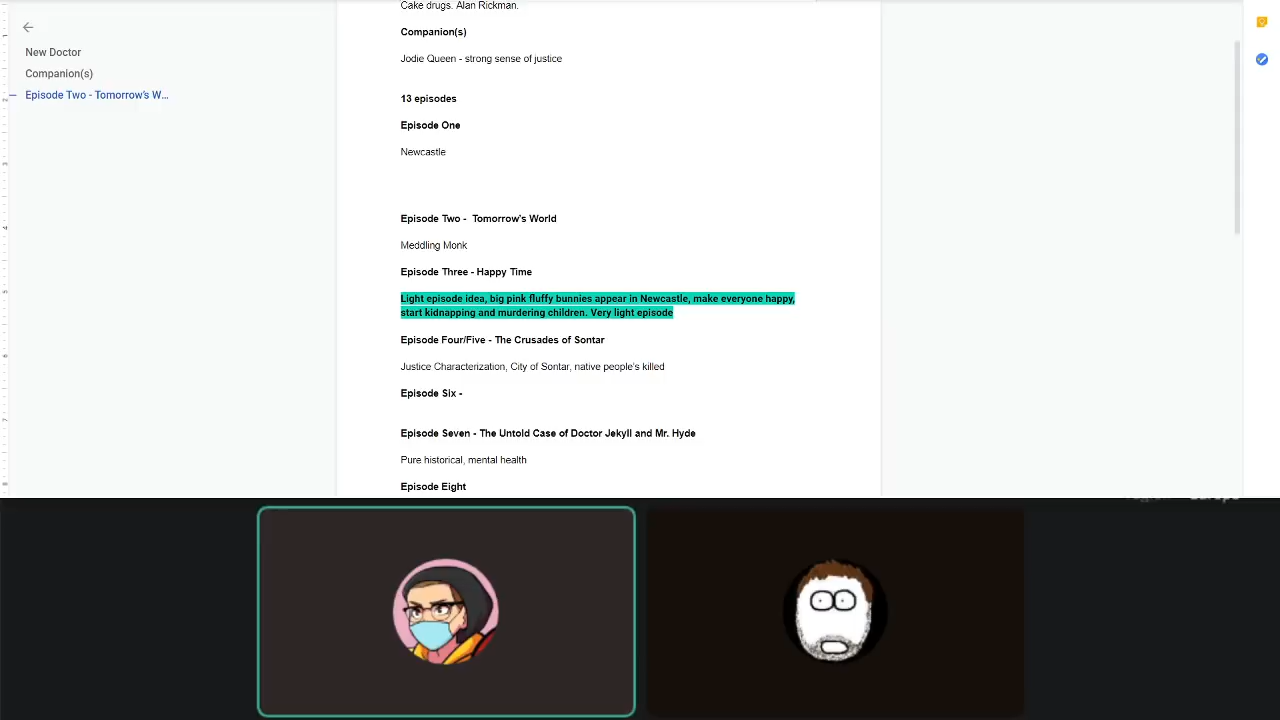 Cake drugs. Alan Rickman.
New Doctor
Companion(s)
Episode Two - Tomorrow's W...
Companion(s)
Jodie Queen - strong sense of justice
13 episodes
Episode One
Newcastle
Episode Two - Tomorrow's World
Meddling Monk
Episode Three - Happy Time
Light episode idea, big pink fluffy bunnies appear in Newcastle, make everyone happy,
start kidnapping and murdering children. Very light episode
Episode Four/Five - The Crusades of Sontar
Justice Characterization, City of Sontar, native people's killed
Episode Six -
Episode Seven - The Untold Case of Doctor Jekyll and Mr. Hyde
Pure historical, mental health
Episode Eight